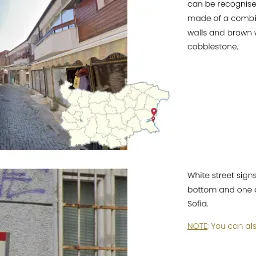 can be recognise
made of a combi
walls and brown
cobblestone.
White street signs
bottom and one
Sofia.
NOTE: You can als